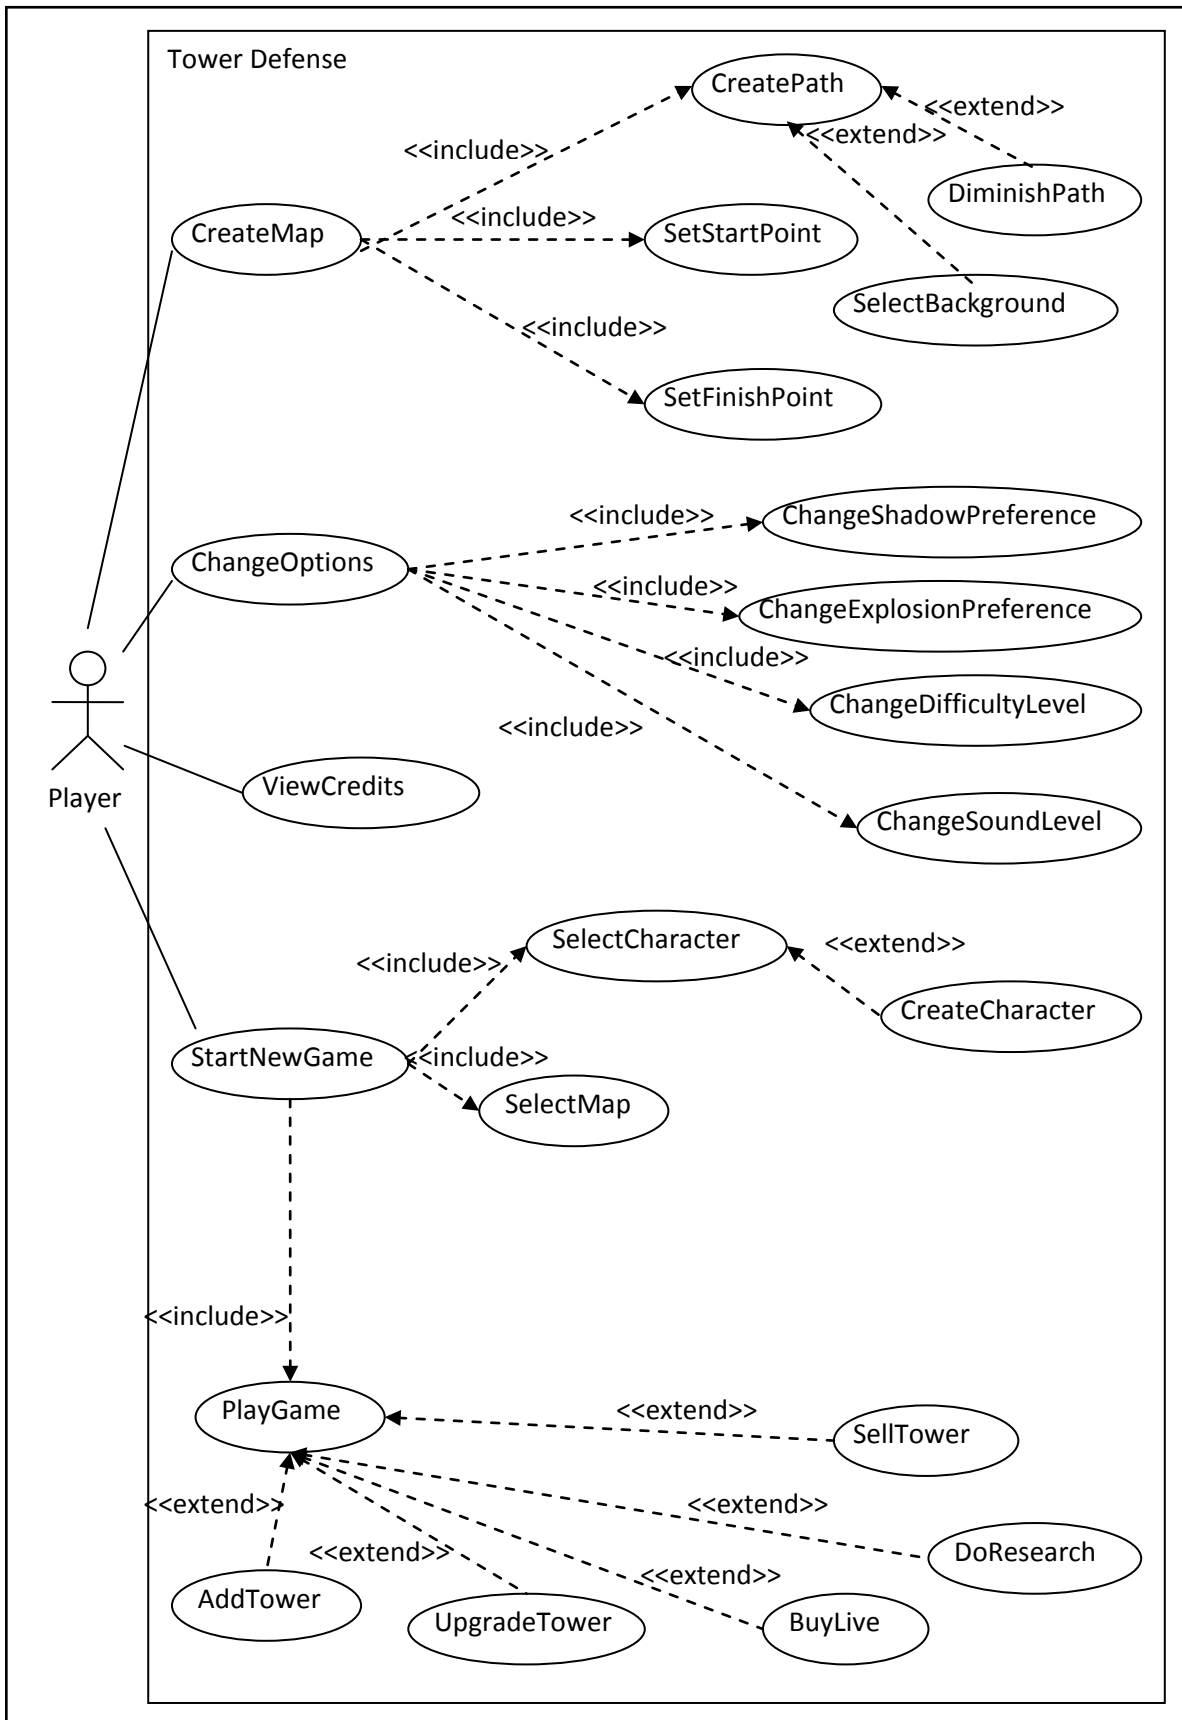 Tower Defense
CreatePath
<<extend>>
<<extend>>
<<include>>
DiminishPath
<<include>>
CreateMap
SetStartPoint
SelectBackground
<<include>>
SetFinishPoint
<<include>>
ChangeShadowPreference
ChangeOptions
<<include>>
ChangeExplosionPreference
<<include>>
ChangeDifficultyLevel
<<include>>
ViewCredits
Player
ChangeSoundLevel
SelectCharacter
<<extend>>
<<include>>
CreateCharacter
StartNewGame
<<include>>
SelectMap
<<include>>
PlayGame
<<extend>>
SellTower
<<extend>>
<<extend>>
<<extend>>
DoResearch
<<extend>>
AddTower
UpgradeTower
BuyLive